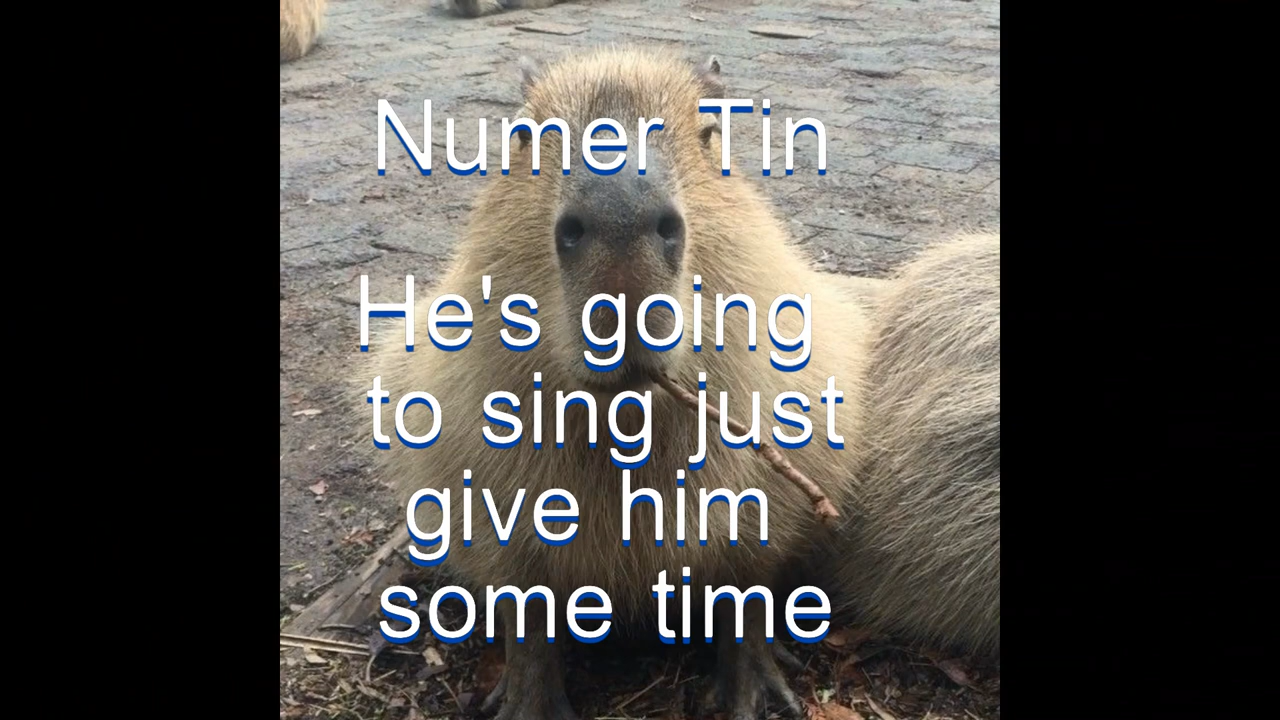 Numer Tin
He's going
to sing just
give him
some time